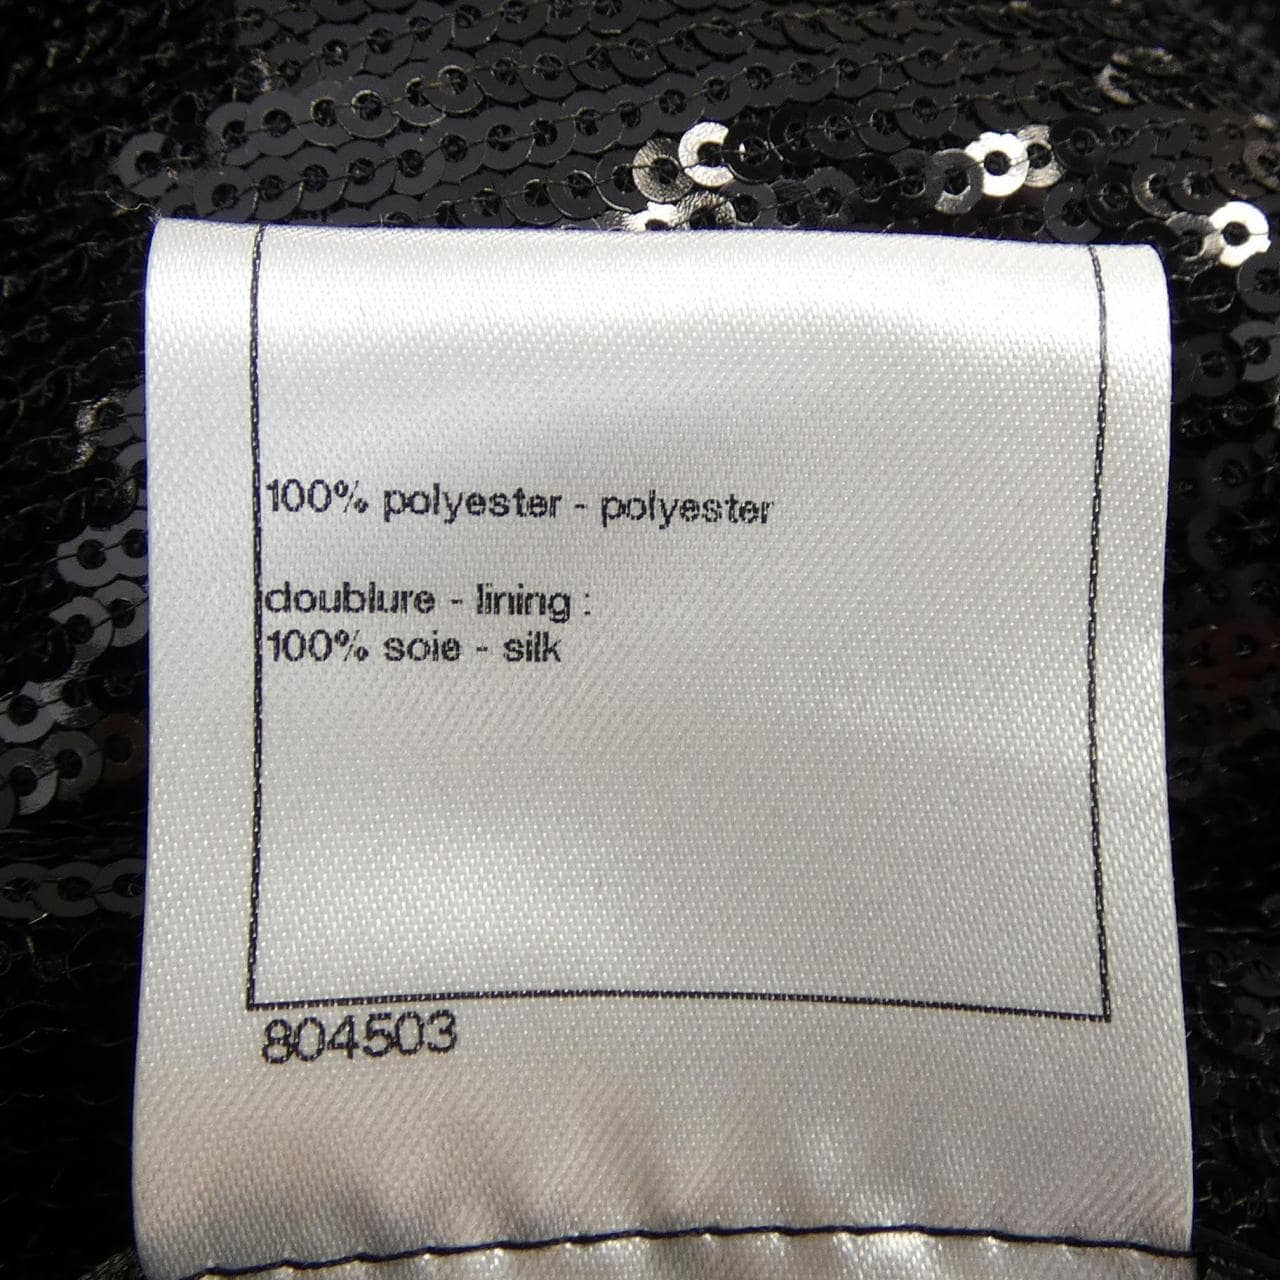 100% polyester - polyester
doublure - lining :
100% soie - silk
804503